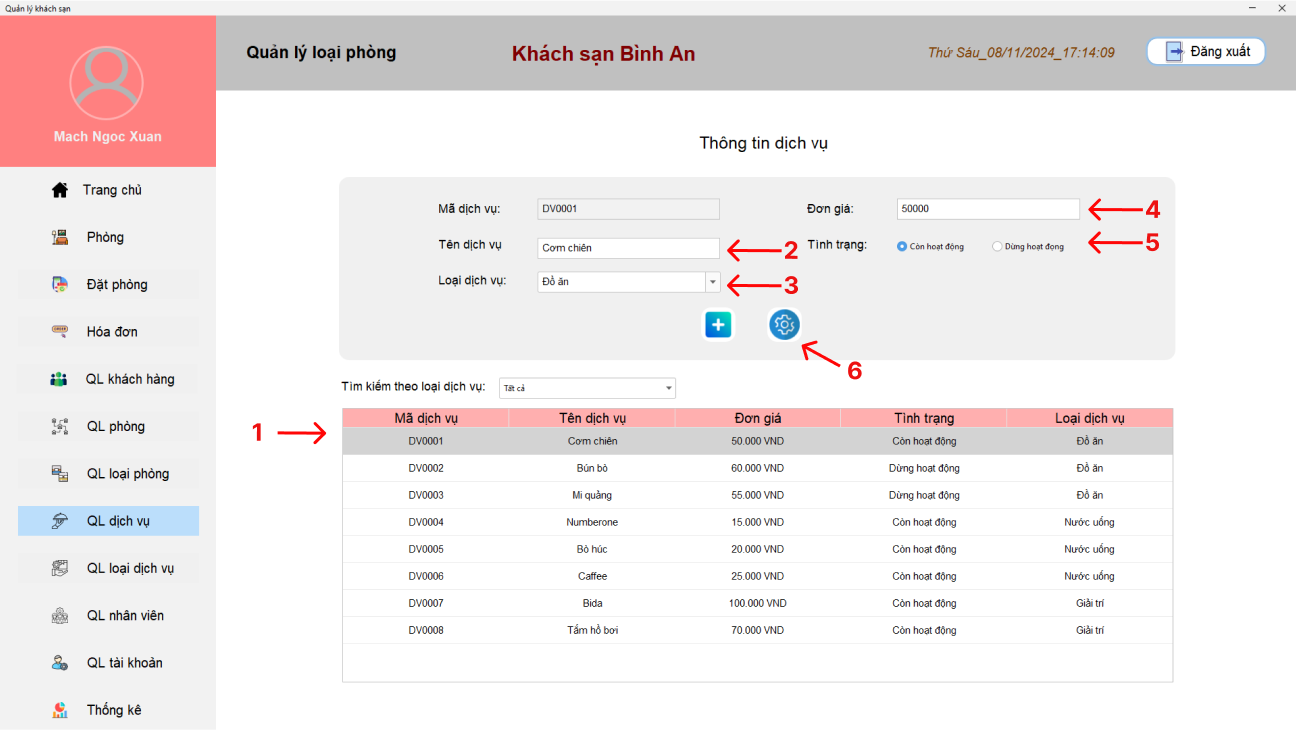 Quản lý khách sạn
Mach Ngoc Xuan
Quản lý loại phòng
Khách sạn Bình An
Thứ Sáu_08/11/2024_17:14:09
Đăng xuất
Trang chủ
Phòng
Đặt phòng
Hóa đơn
QL khách hàng
QL phòng
QL loại phòng
QL dịch vụ
QL loại dịch vụ
QL nhân viên
QL tài khoản
Thống kê
Thông tin dịch vụ
Mã dịch vụ: DV0001 Đơn giá: 50000 4
Tên dịch vụ Cơm chiên 2 Tình trạng: Còn hoạt động Dừng hoạt đọng 5
Loại dịch vụ: Đồ ăn 3
6
Tìm kiếm theo loại dịch vụ: Tất cả
1
Mã dịch vụ Tên dịch vụ Đơn giá Tình trạng Loại dịch vụ
DV0001 Cơm chiên 50.000 VND Còn hoạt động Đồ ăn
DV0002 Bún bò 60.000 VND Dừng hoạt động Đồ ăn
DV0003 Mì quảng 55.000 VND Dừng hoạt động Đồ ăn
DV0004 Numberone 15.000 VND Còn hoạt động Nước uống
DV0005 Bò húc 20.000 VND Còn hoạt động Nước uống
DV0006 Caffee 25.000 VND Còn hoạt động Nước uống
DV0007 Bida 100.000 VND Còn hoạt động Giải trí
DV0008 Tắm hồ bơi 70.000 VND Còn hoạt động Giải trí